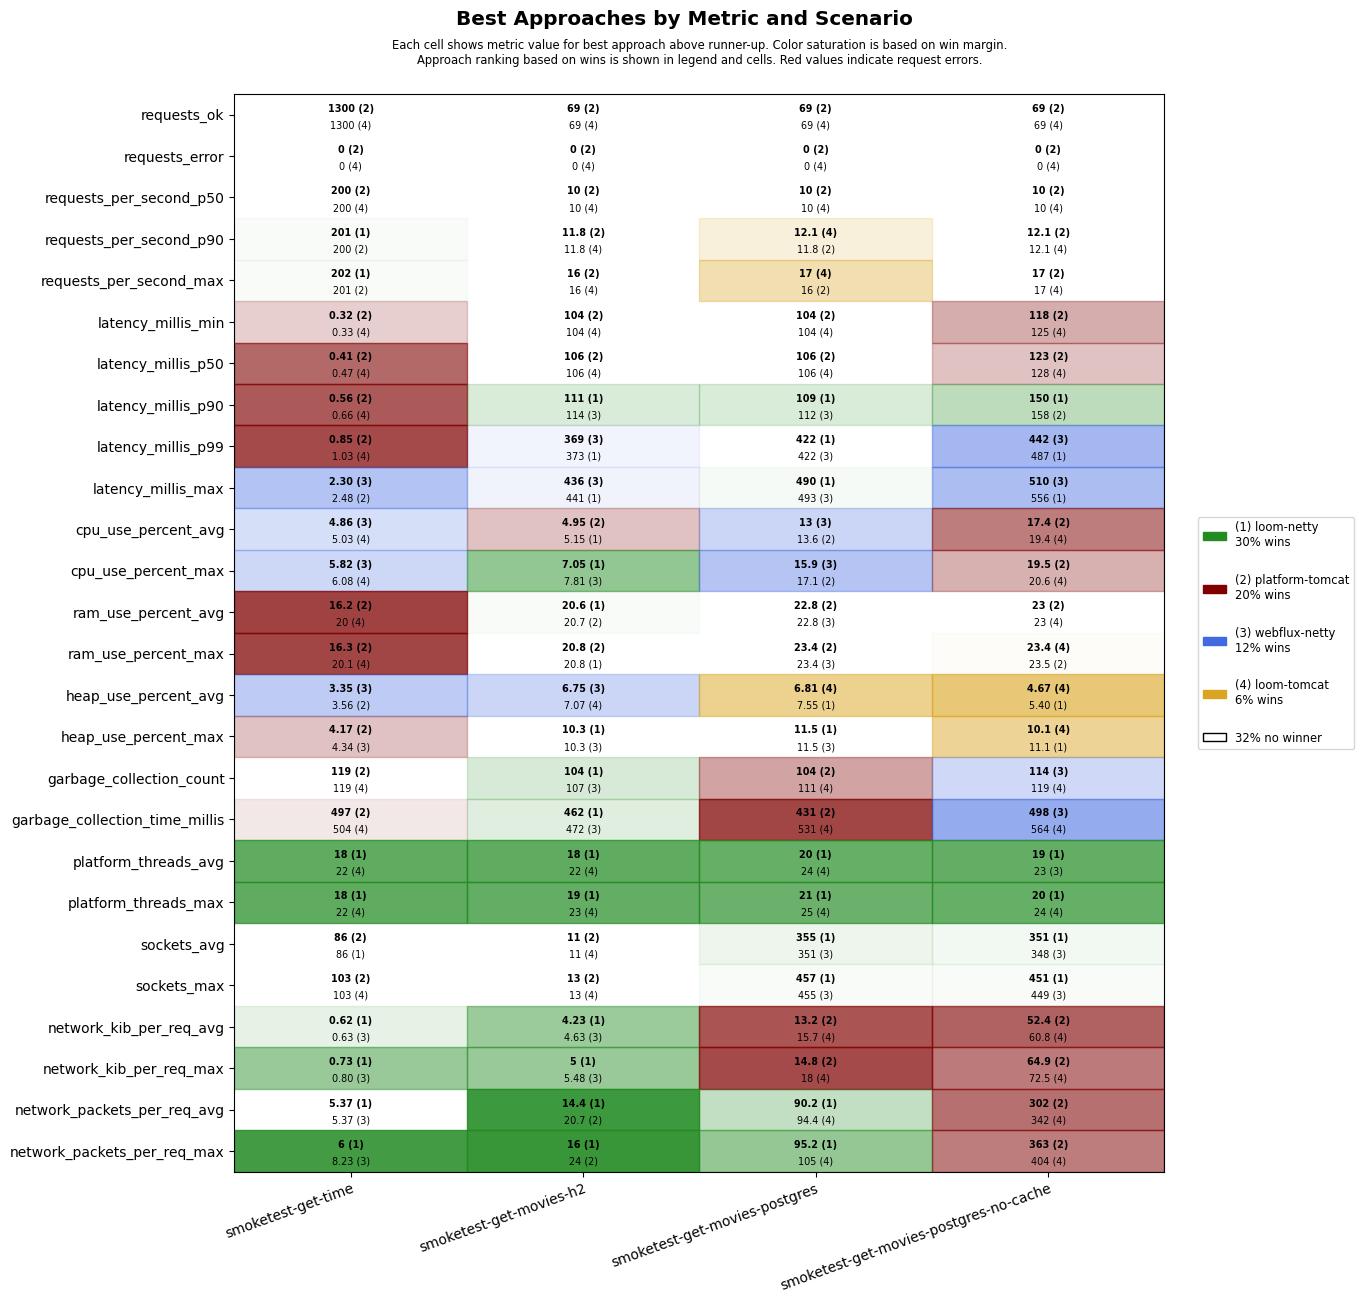 Best Approaches by Metric and Scenario
Each cell shows metric value for best approach above runner-up. Color saturation is based on win margin.
Approach ranking based on wins is shown in legend and cells. Red values indicate request errors.
requests_ok
1300 (2) 69 (2) 69 (2) 69 (2)
1300 (4) 69 (4) 69 (4) 69 (4)
requests_error
0 (2) 0 (2) 0 (2) 0 (2)
0 (4) 0 (4) 0 (4) 0 (4)
requests_per_second_p50
200 (2) 10 (2) 10 (2) 10 (2)
200 (4) 10 (4) 10 (4) 10 (4)
requests_per_second_p90
201 (1) 11.8 (2) 12.1 (4) 12.1 (2)
200 (2) 11.8 (4) 11.8 (2) 12.1 (4)
requests_per_second_max
202 (1) 16 (2) 17 (4) 17 (2)
201 (2) 16 (4) 16 (2) 17 (4)
latency_millis_min
0.32 (2) 104 (2) 104 (2) 118 (2)
0.33 (4) 104 (4) 104 (4) 125 (4)
latency_millis_p50
0.41 (2) 106 (2) 106 (2) 123 (2)
0.47 (4) 106 (4) 106 (4) 128 (4)
latency_millis_p90
0.56 (2) 111 (1) 109 (1) 150 (1)
0.66 (4) 114 (3) 112 (3) 158 (2)
latency_millis_p99
0.85 (2) 369 (3) 422 (1) 442 (3)
1.03 (4) 373 (1) 422 (3) 487 (1)
latency_millis_max
2.30 (3) 436 (3) 490 (1) 510 (3)
2.48 (2) 441 (1) 493 (3) 556 (1)
cpu_use_percent_avg
4.86 (3) 4.95 (2) 13 (3) 17.4 (2)
5.03 (4) 5.15 (1) 13.6 (2) 19.4 (4)
cpu_use_percent_max
5.82 (3) 7.05 (1) 15.9 (3) 19.5 (2)
6.08 (4) 7.81 (3) 17.1 (2) 20.6 (4)
ram_use_percent_avg
16.2 (2) 20.6 (1) 22.8 (2) 23 (2)
20 (4) 20.7 (2) 22.8 (3) 23 (4)
ram_use_percent_max
16.3 (2) 20.8 (2) 23.4 (2) 23.4 (4)
20.1 (4) 20.8 (1) 23.4 (3) 23.5 (2)
heap_use_percent_avg
3.35 (3) 6.75 (3) 6.81 (4) 4.67 (4)
3.56 (2) 7.07 (4) 7.55 (1) 5.40 (1)
heap_use_percent_max
4.17 (2) 10.3 (1) 11.5 (1) 10.1 (4)
4.34 (3) 10.3 (3) 11.5 (3) 11.1 (1)
garbage_collection_count
119 (2) 104 (1) 104 (2) 114 (3)
119 (4) 107 (3) 111 (4) 119 (4)
garbage_collection_time_millis
497 (2) 462 (1) 431 (2) 498 (3)
504 (4) 472 (3) 531 (4) 564 (4)
platform_threads_avg
18 (1) 18 (1) 20 (1) 19 (1)
22 (4) 22 (4) 24 (4) 23 (3)
platform_threads_max
18 (1) 19 (1) 21 (1) 20 (1)
22 (4) 23 (4) 25 (4) 24 (4)
sockets_avg
86 (2) 11 (2) 355 (1) 351 (1)
86 (1) 11 (4) 351 (3) 348 (3)
sockets_max
103 (2) 13 (2) 457 (1) 451 (1)
103 (4) 13 (4) 455 (3) 449 (3)
network_kib_per_req_avg
0.62 (1) 4.23 (1) 13.2 (2) 52.4 (2)
0.63 (3) 4.63 (3) 15.7 (4) 60.8 (4)
network_kib_per_req_max
0.73 (1) 5 (1) 14.8 (2) 64.9 (2)
0.80 (3) 5.48 (3) 18 (4) 72.5 (4)
network_packets_per_req_avg
5.37 (1) 14.4 (1) 90.2 (1) 302 (2)
5.37 (3) 20.7 (2) 94.4 (4) 342 (4)
network_packets_per_req_max
6 (1) 16 (1) 95.2 (1) 363 (2)
8.23 (3) 24 (2) 105 (4) 404 (4)
smoketest-get-time
smoketest-get-movies-h2
smoketest-get-movies-postgres
smoketest-get-movies-postgres-no-cache
(1) loom-netty
30% wins
(2) platform-tomcat
20% wins
(3) webflux-netty
12% wins
(4) loom-tomcat
6% wins
32% no winner